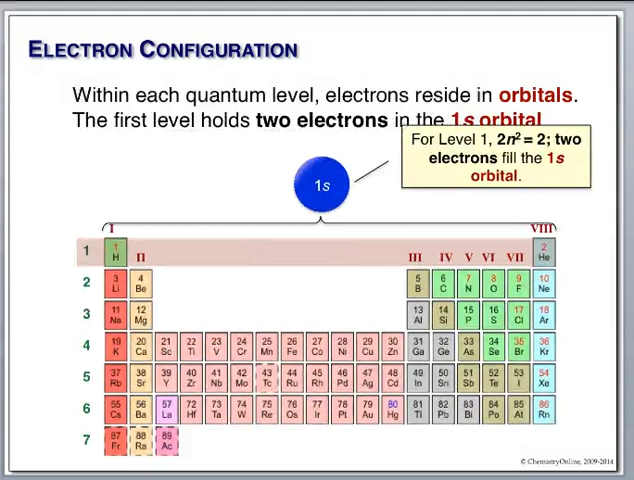 ELECTRON CONFIGURATION
Within each quantum level, electrons reside in orbitals.
The first level holds two electrons in the 1s orbital
For Level 1, 2n² = 2; two
electrons fill the 1s
orbital.
1s
I VIII
1 1 2
H II III IV V VI VII He
2 3 4 5 6 7 8 9 10
Li Be B C N O F Ne
3 11 12 13 14 15 16 17 18
Na Mg Al Si P S Cl Ar
4 19 20 21 22 23 24 25 26 27 28 29 30 31 32 33 34 35 36
K Ca Sc Ti V Cr Mn Fe Co Ni Cu Zn Ga Ge As Se Br Kr
5 37 38 39 40 41 42 43 44 45 46 47 48 49 50 51 52 53 54
Rb Sr Y Zr Nb Mo Tc Ru Rh Pd Ag Cd In Sn Sb Te I Xe
6 55 56 57 72 73 74 75 76 77 78 79 80 81 82 83 84 85 86
Cs Ba La Hf Ta W Re Os Ir Pt Au Hg Tl Pb Bi Po At Rn
7 87 88 89
Fr Ra Ac
© ChemistryOnline, 2009-2014